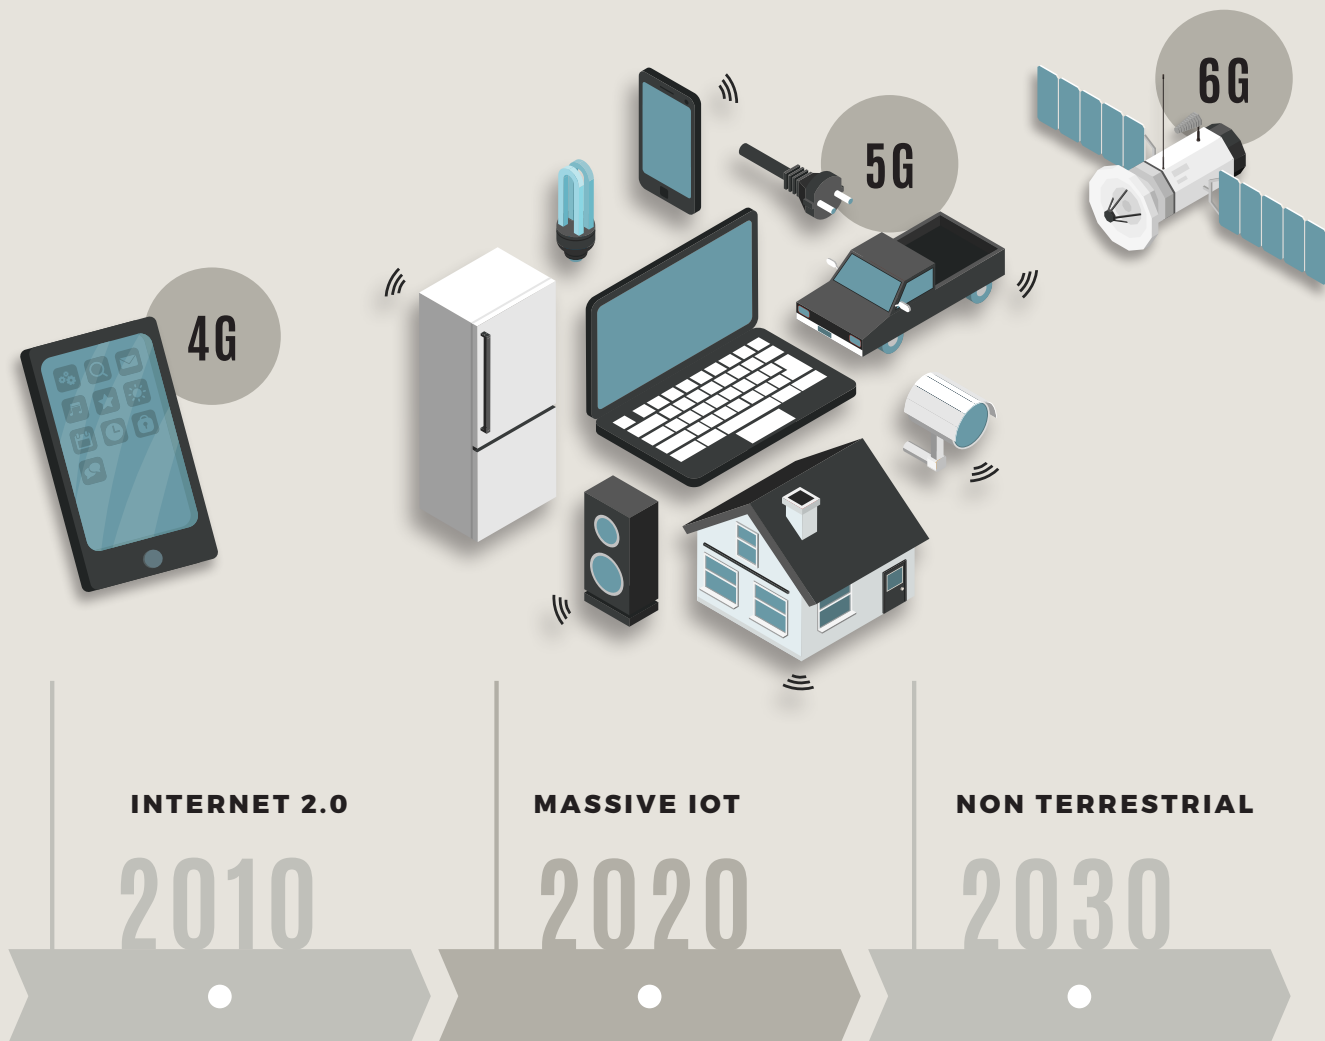 6G
5G
4G
INTERNET 2.0
MASSIVE IOT
NON TERRESTRIAL
2010
2020
2030